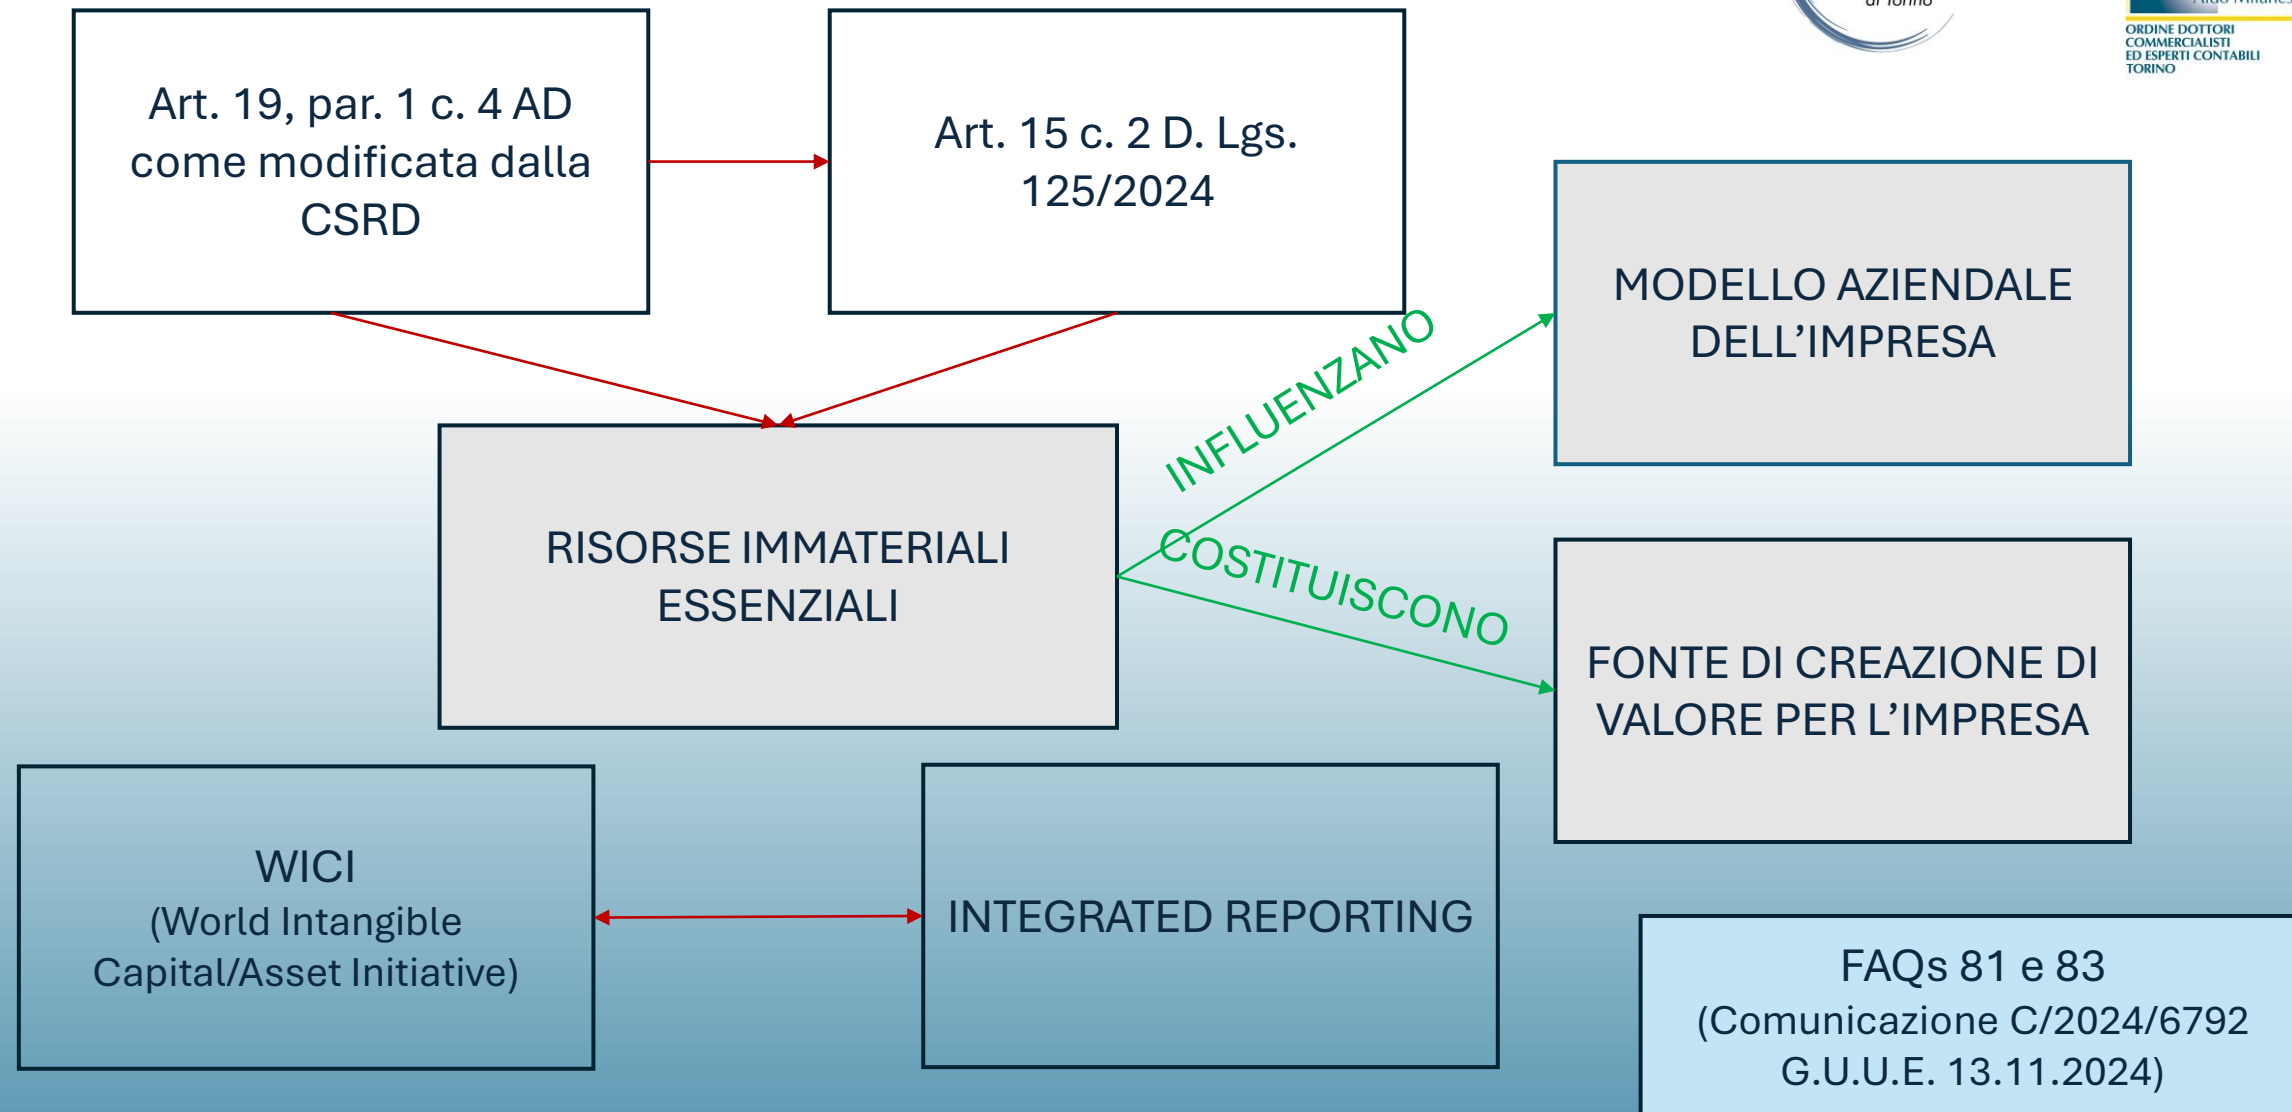 di Torino
ORDINE DOTTORI
COMMERCIALISTI
ED ESPERTI CONTABILI
TORINO
Art. 19, par. 1 c. 4 AD
come modificata dalla
CSRD
Art. 15 c. 2 D. Lgs.
125/2024
MODELLO AZIENDALE
DELL’IMPRESA
INFLUENZANO
RISORSE IMMATERIALI
ESSENZIALI
COSTITUISCONO
FONTE DI CREAZIONE DI
VALORE PER L’IMPRESA
WICI
(World Intangible
Capital/Asset Initiative)
INTEGRATED REPORTING
FAQs 81 e 83
(Comunicazione C/2024/6792
G.U.U.E. 13.11.2024)